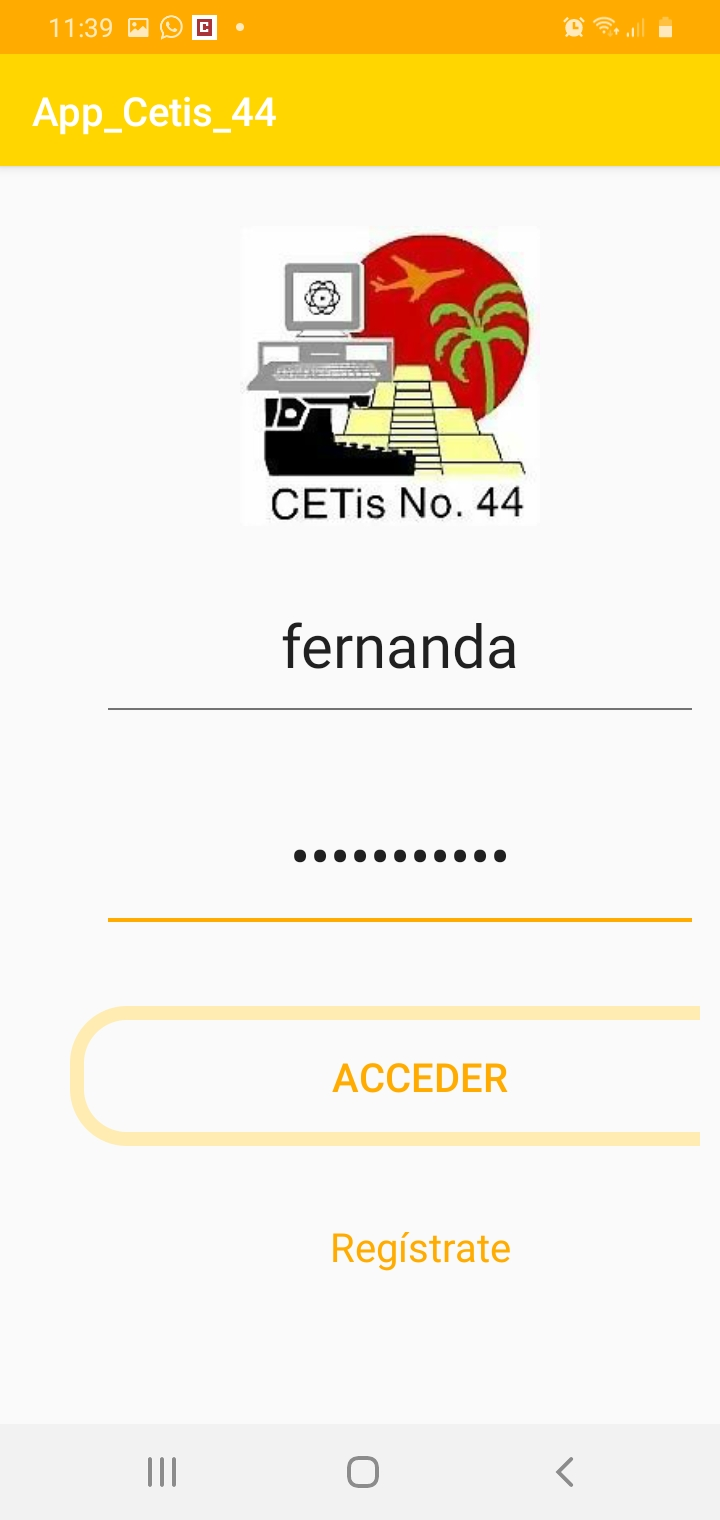 11:39
App_Cetis_44
CETis No. 44
fernanda
•••••••••••
ACCEDER
Regístrate